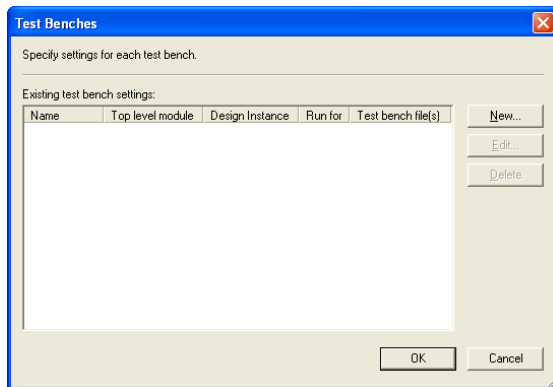 Test Benches
Specify settings for each test bench.
Existing test bench settings:
Name Top level module Design Instance Run for Test bench file(s)
New...
Edit...
Delete
OK Cancel